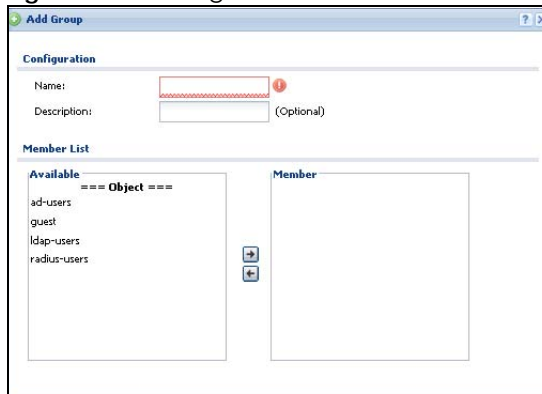 Add Group
Configuration
Name:
Description: (Optional)
Member List
Available Member
=== Object ===
ad-users
guest
ldap-users
radius-users